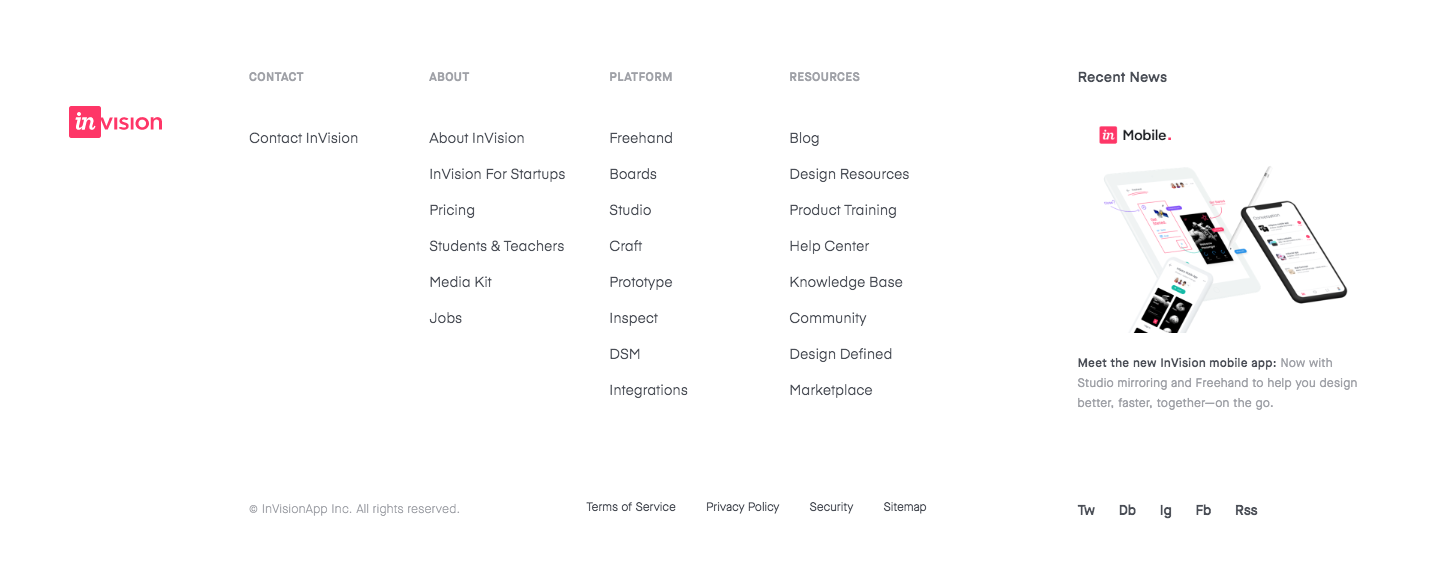 invision
CONTACT
Contact InVision
ABOUT
About InVision
InVision For Startups
Pricing
Students & Teachers
Media Kit
Jobs
PLATFORM
Freehand
Boards
Studio
Craft
Prototype
Inspect
DSM
Integrations
RESOURCES
Blog
Design Resources
Product Training
Help Center
Knowledge Base
Community
Design Defined
Marketplace
Recent News
in Mobile.
Meet the new InVision mobile app: Now with
Studio mirroring and Freehand to help you design
better, faster, together—on the go.
© InVisionApp Inc. All rights reserved.
Terms of Service
Privacy Policy
Security
Sitemap
Tw
Db
Ig
Fb
Rss